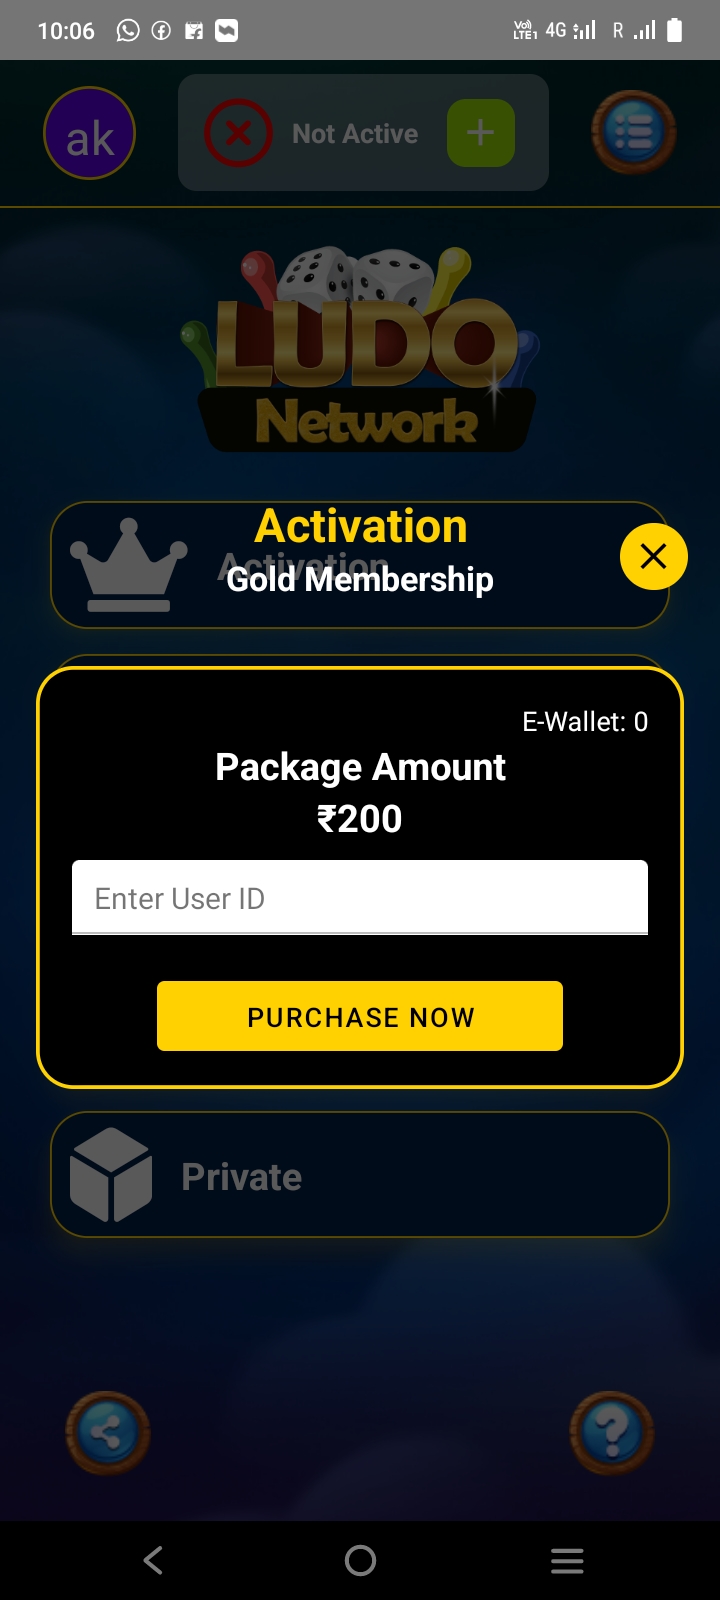 10:06
Vo))
LTE1
4G
R
ak
Not Active
LUDO
Network
Activation
Activation
Gold Membership
E-Wallet: 0
Package Amount
₹200
Enter User ID
PURCHASE NOW
Private